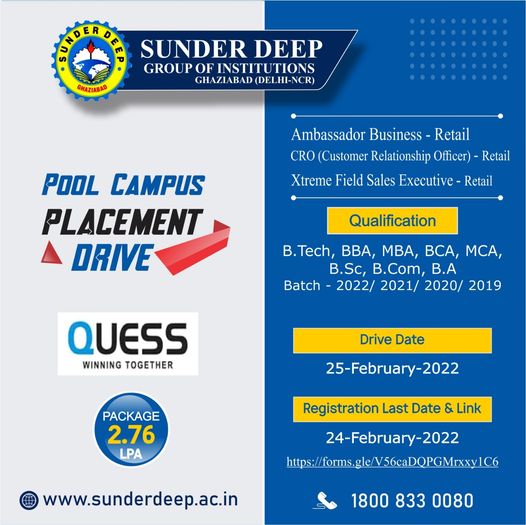 SUNDER DEEP
GHAZIABAD
SUNDER DEEP
GROUP OF INSTITUTIONS
GHAZIABAD (DELHI-NCR)
POOL CAMPUS
PLACEMENT
DRIVE
QUESS
WINNING TOGETHER
PACKAGE
2.76
LPA
www.sunderdeep.ac.in
Ambassador Business - Retail
CRO (Customer Relationship Officer) - Retail
Xtreme Field Sales Executive - Retail
Qualification
B.Tech, BBA, MBA, BCA, MCA,
B.Sc, B.Com, B.A
Batch - 2022/ 2021/ 2020/ 2019
Drive Date
25-February-2022
Registration Last Date & Link
24-February-2022
https://forms.gle/V56caDQPGMrxxy1C6
1800 833 0080